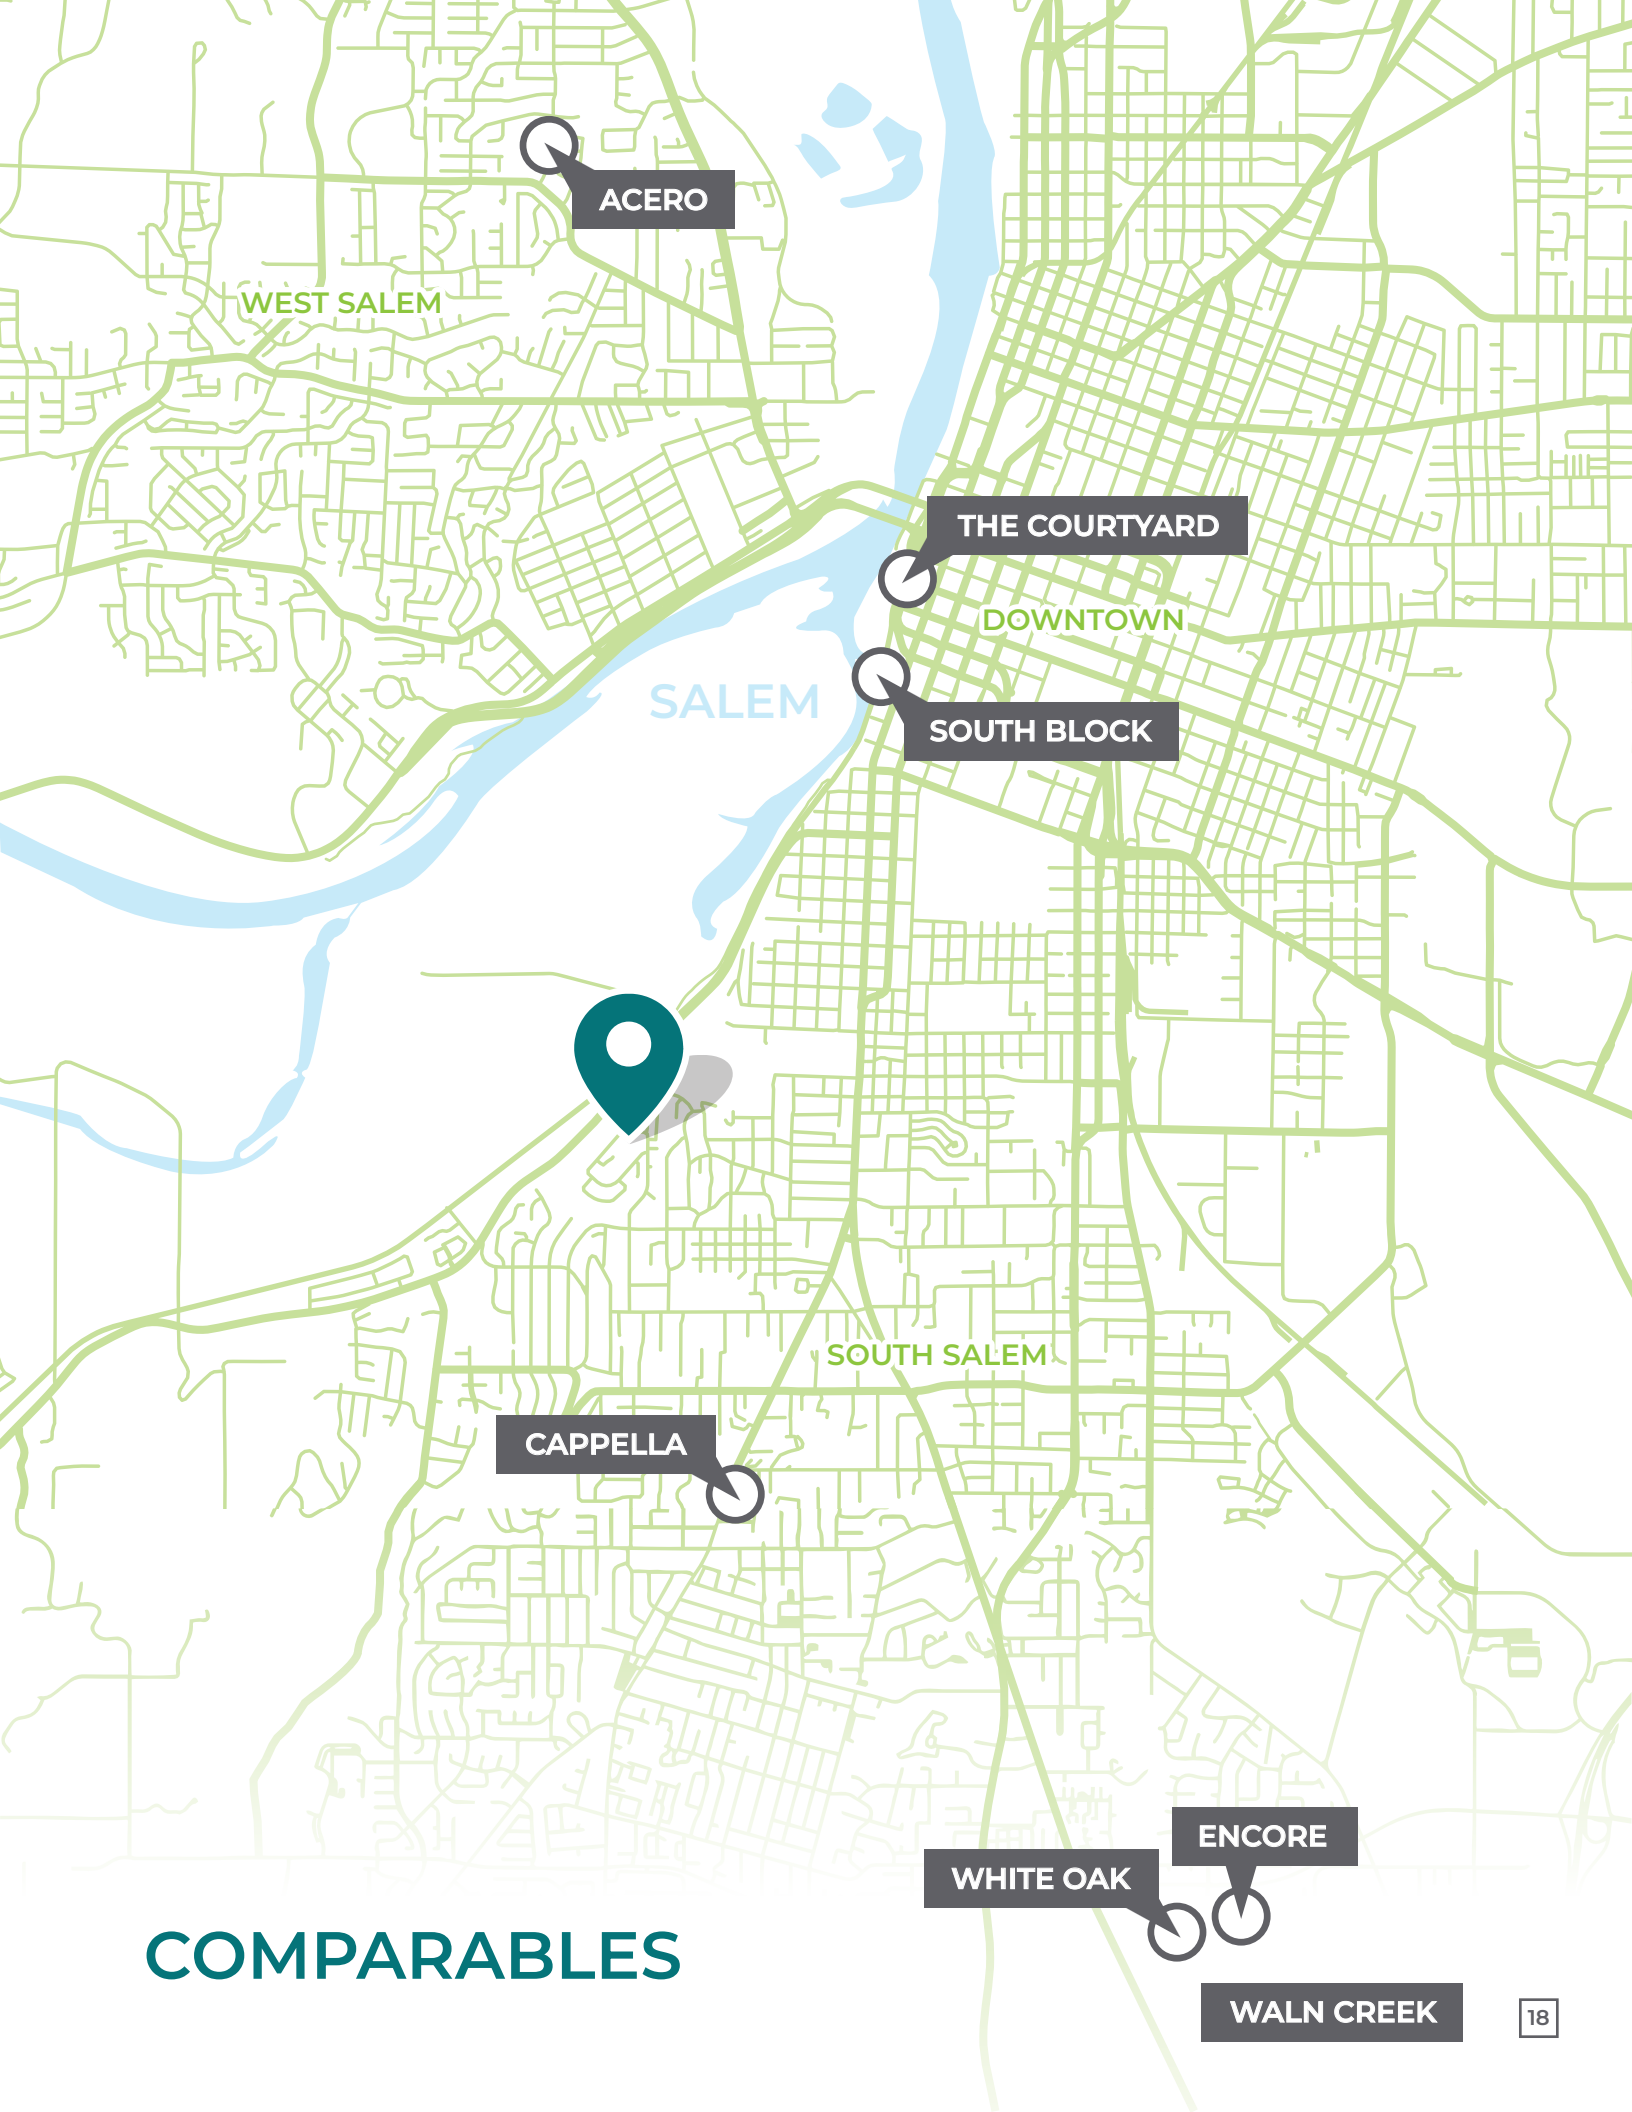 ACERO
WEST SALEM
THE COURTYARD
DOWNTOWN
SALEM
SOUTH BLOCK
SOUTH SALEM
CAPPELLA
ENCORE
WHITE OAK
COMPARABLES
WALN CREEK
18